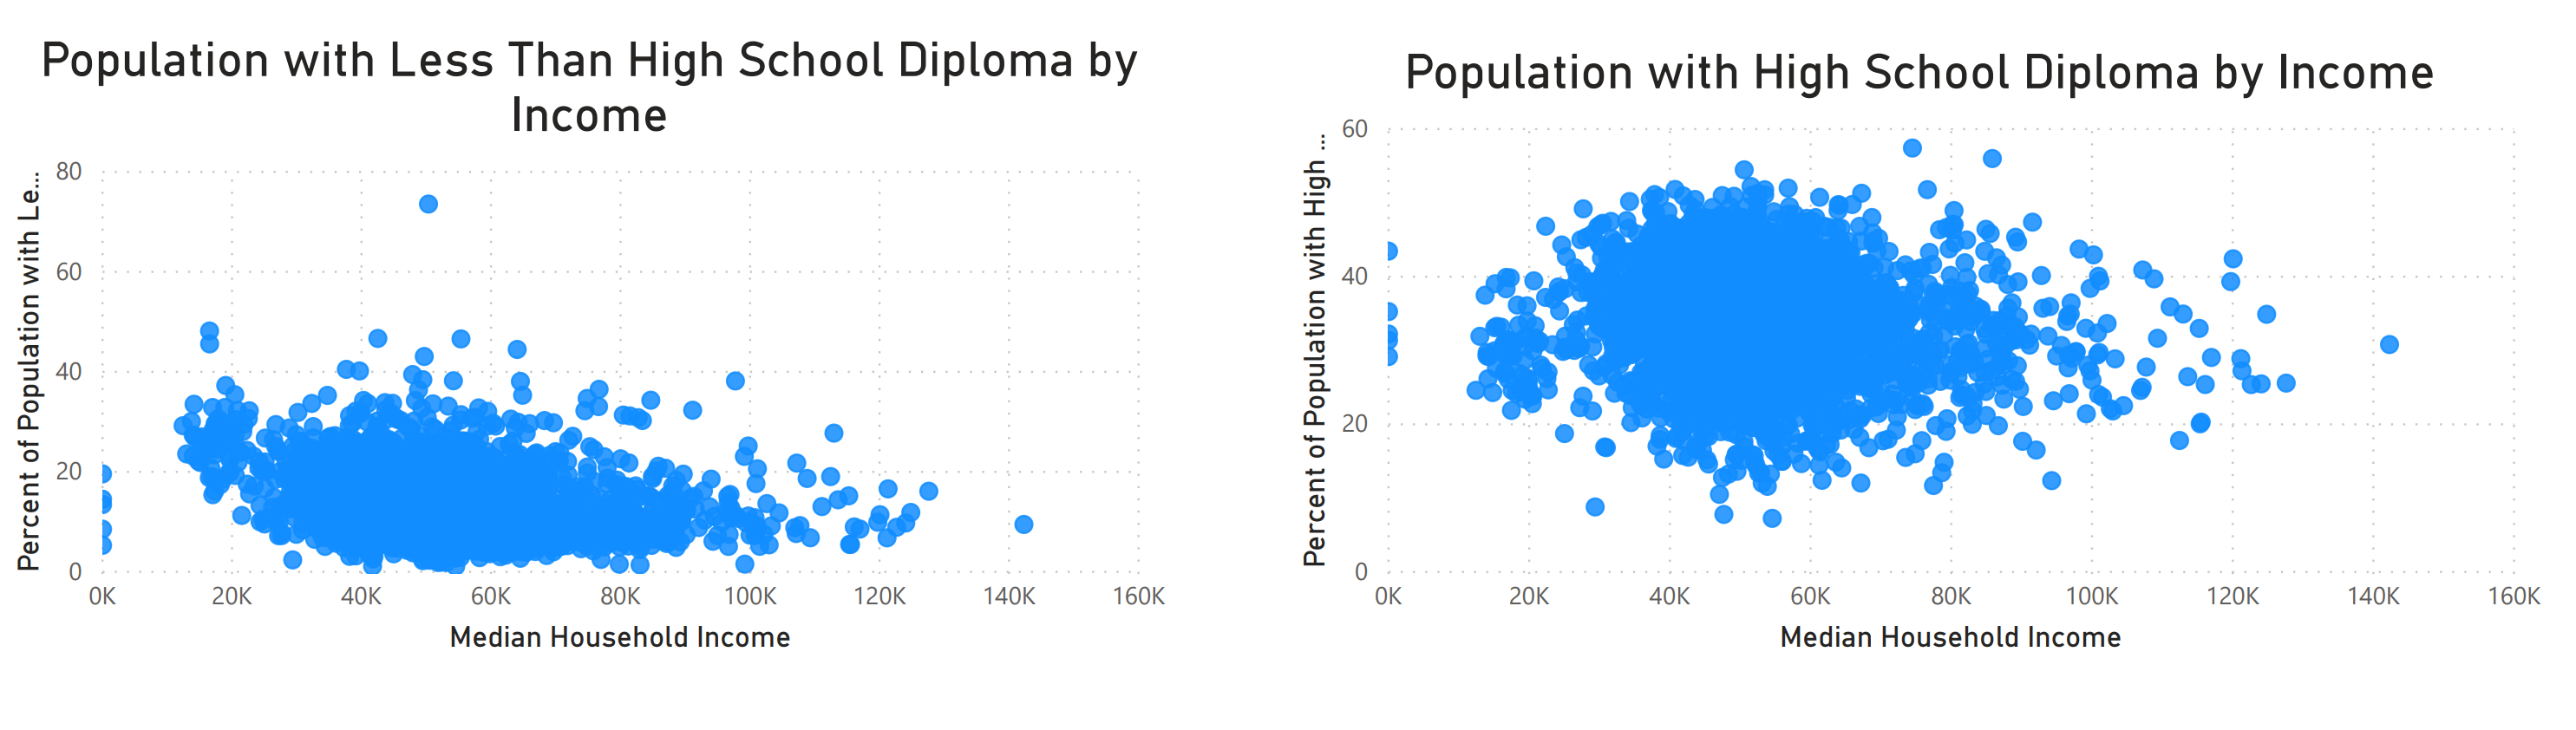 Population with Less Than High School Diploma by
Income
Percent of Population with Le...
80
60
40
20
0
0K 20K 40K 60K 80K 100K 120K 140K 160K
Median Household Income
Population with High School Diploma by Income
Percent of Population with High ...
60
40
20
0
0K 20K 40K 60K 80K 100K 120K 140K 160K
Median Household Income